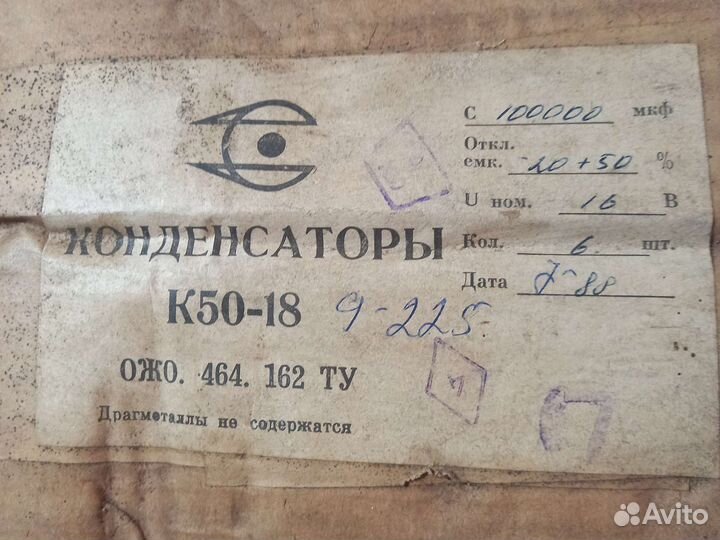 С 100000 мкф
Откл.
емк. -20+50 %
U ном. 16 В
КОНДЕНСАТОРЫ
Кол. 6 шт.
Дата 7-88
К50-18 9-225
ОЖ0. 464. 162 ТУ
Драгметаллы не содержатся
Avito